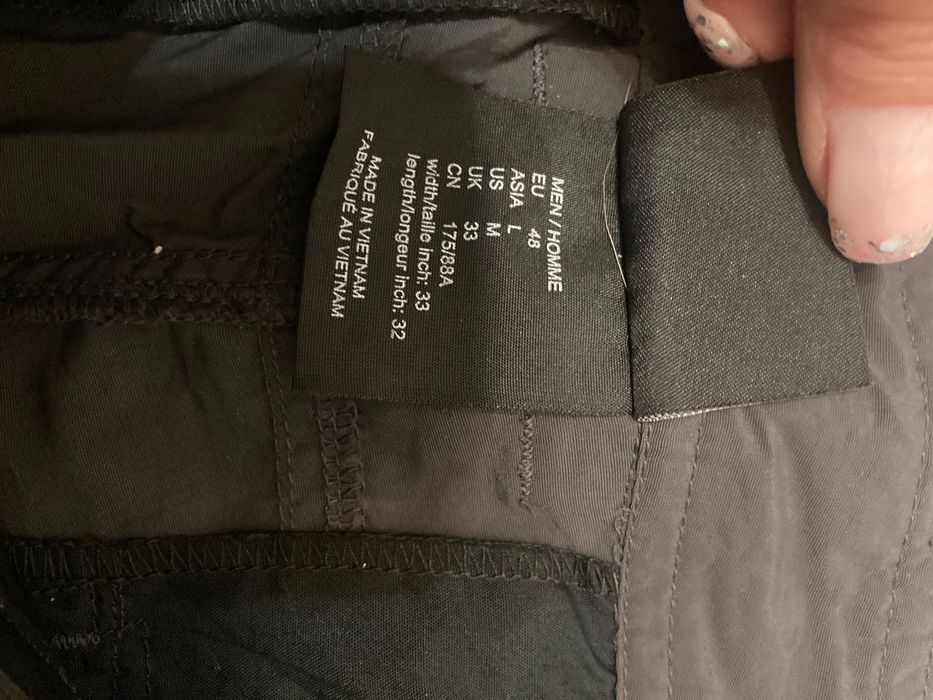 MEN / HOMME
EU 48
ASIA L
US M
UK 33
CN 175/88A
width/taille inch: 33
length/longeur inch: 32
MADE IN VIETNAM
FABRIQUÉ AU VIETNAM